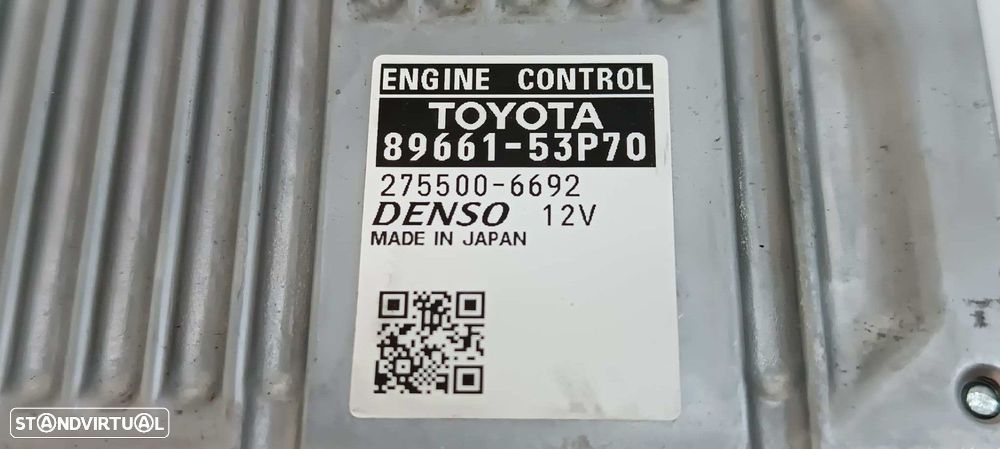 ENGINE CONTROL
TOYOTA
89661-53P70
275500-6692
DENSO 12V
MADE IN JAPAN
STANDVIRTUAL